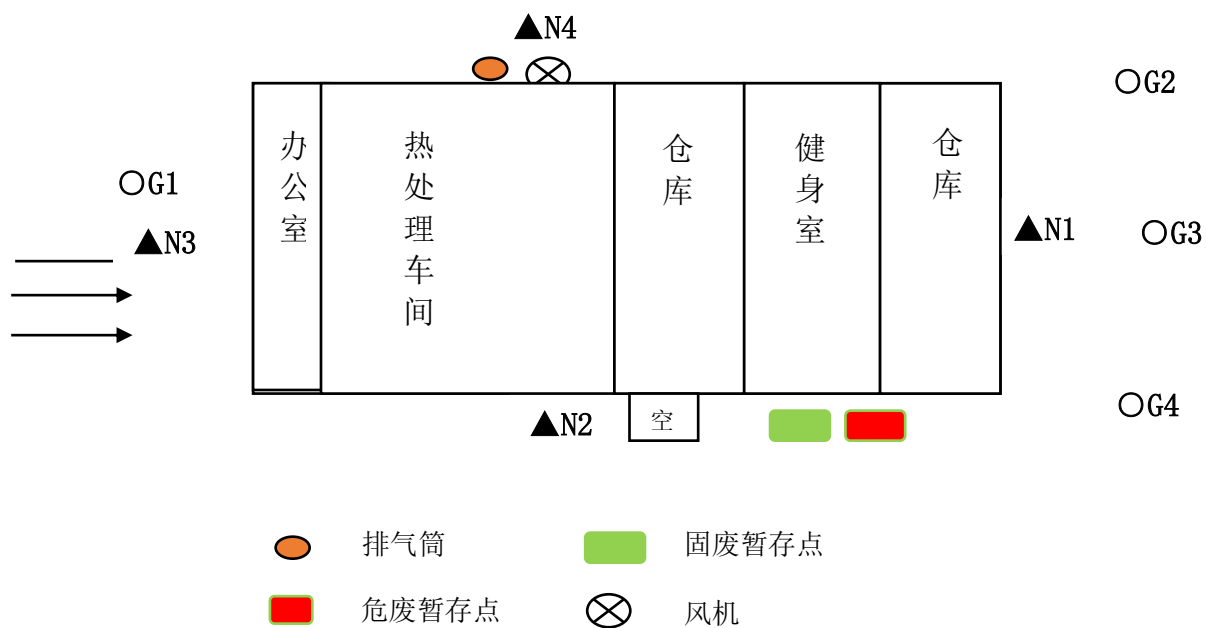 ▲N4
○G2
办公室
热处理车间
仓库
健身室
仓库
○G1
▲N3
▲N1
○G3
▲N2
空
○G4
排气筒
固废暂存点
危废暂存点
风机